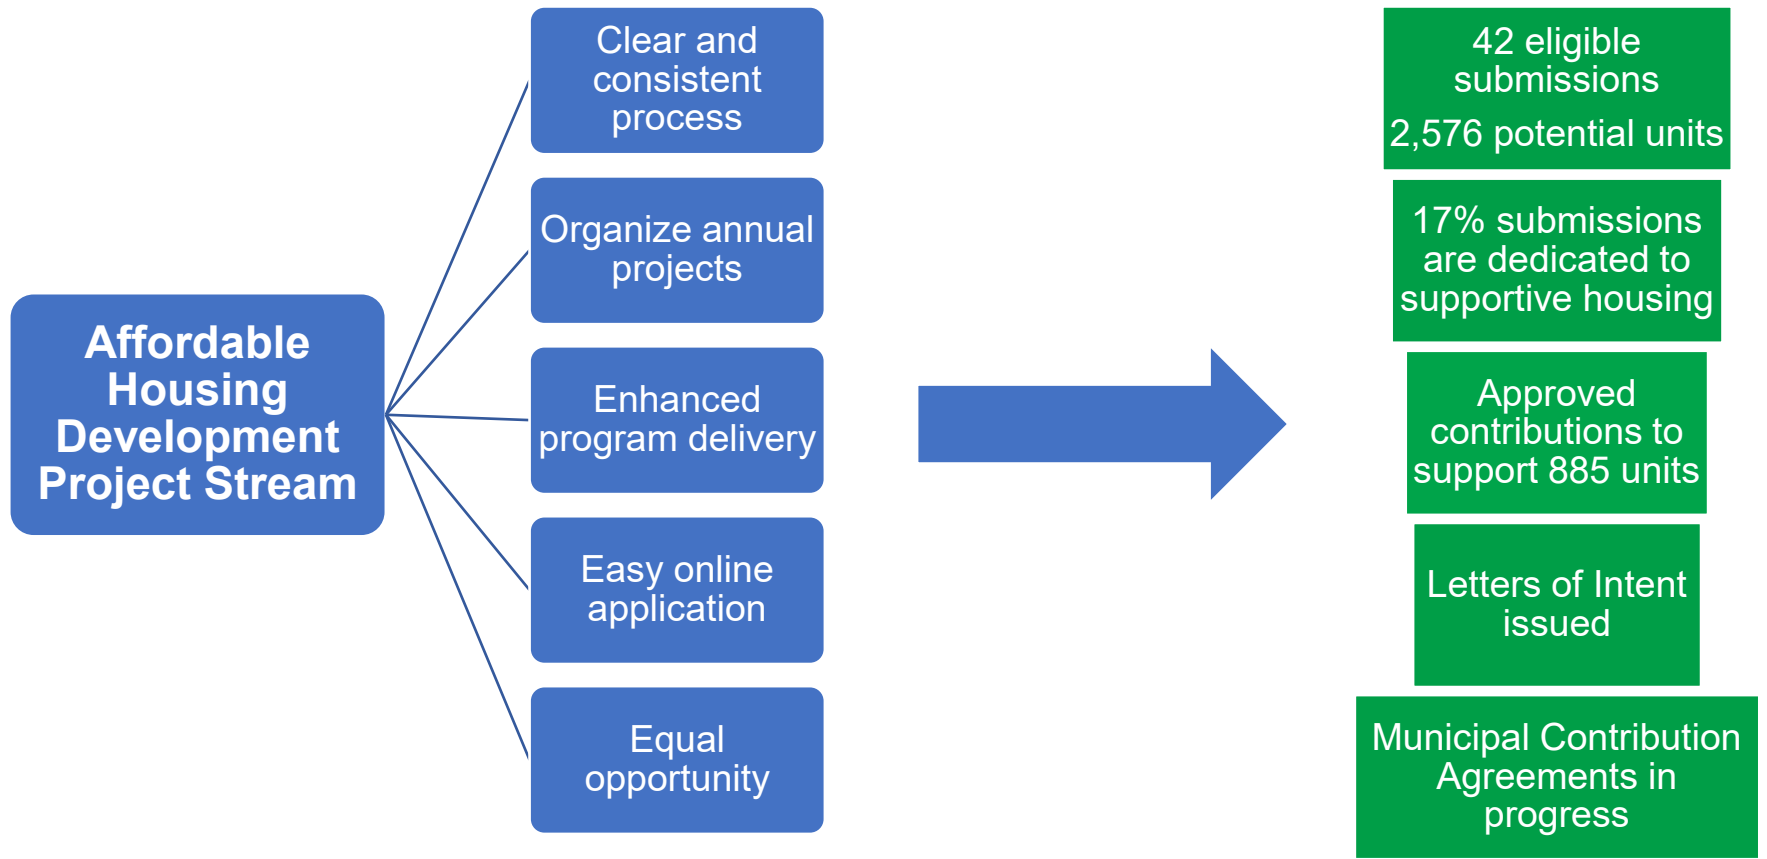 Affordable
Housing
Development
Project Stream
Clear and
consistent
process
Organize annual
projects
Enhanced
program delivery
Easy online
application
Equal
opportunity
42 eligible
submissions
2,576 potential units
17% submissions
are dedicated to
supportive housing
Approved
contributions to
support 885 units
Letters of Intent
issued
Municipal Contribution
Agreements in
progress